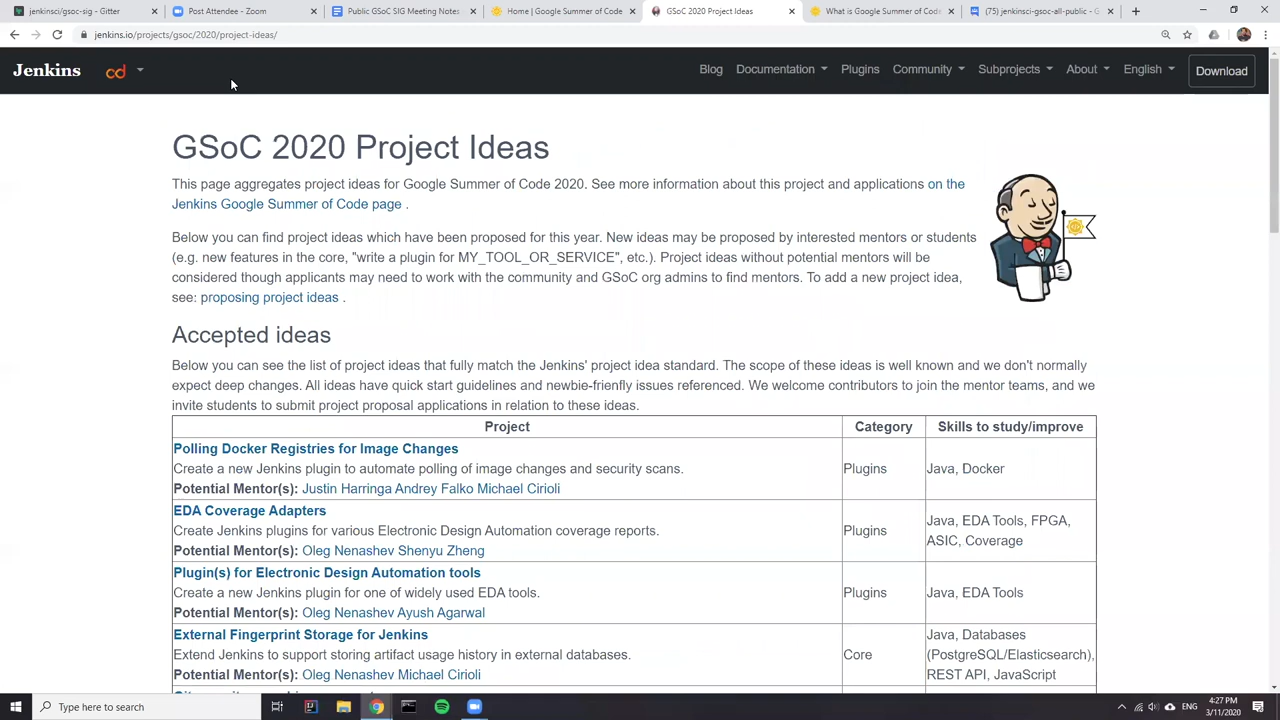 jenkinsci/gsoc-sig - Gitter
Post Attendee - Zoom
Public GSoC SIG Meeting Notes
Home | Google Summer of Code
GSoC 2020 Project Ideas
What is Google Summer of Code
(75) jenkinsci-gsoc-all-public - G
jenkins.io/projects/gsoc/2020/project-ideas/
Jenkins
cd
Blog
Documentation
Plugins
Community
Subprojects
About
English
Download
GSoC 2020 Project Ideas
This page aggregates project ideas for Google Summer of Code 2020. See more information about this project and applications on the
Jenkins Google Summer of Code page .
Below you can find project ideas which have been proposed for this year. New ideas may be proposed by interested mentors or students
(e.g. new features in the core, "write a plugin for MY_TOOL_OR_SERVICE", etc.). Project ideas without potential mentors will be
considered though applicants may need to work with the community and GSoC org admins to find mentors. To add a new project idea,
see: proposing project ideas .
Accepted ideas
Below you can see the list of project ideas that fully match the Jenkins' project idea standard. The scope of these ideas is well known and we don't normally
expect deep changes. All ideas have quick start guidelines and newbie-frienfly issues referenced. We welcome contributors to join the mentor teams, and we
invite students to submit project proposal applications in relation to these ideas.
Project
Category
Skills to study/improve
Polling Docker Registries for Image Changes
Create a new Jenkins plugin to automate polling of image changes and security scans.
Potential Mentor(s): Justin Harringa Andrey Falko Michael Cirioli
Plugins
Java, Docker
EDA Coverage Adapters
Create Jenkins plugins for various Electronic Design Automation coverage reports.
Potential Mentor(s): Oleg Nenashev Shenyu Zheng
Plugins
Java, EDA Tools, FPGA,
ASIC, Coverage
Plugin(s) for Electronic Design Automation tools
Create a new Jenkins plugin for one of widely used EDA tools.
Potential Mentor(s): Oleg Nenashev Ayush Agarwal
Plugins
Java, EDA Tools
External Fingerprint Storage for Jenkins
Extend Jenkins to support storing artifact usage history in external databases.
Potential Mentor(s): Oleg Nenashev Michael Cirioli
Core
Java, Databases
(PostgreSQL/Elasticsearch),
REST API, JavaScript
Type here to search
ENG
4:27 PM
3/11/2020